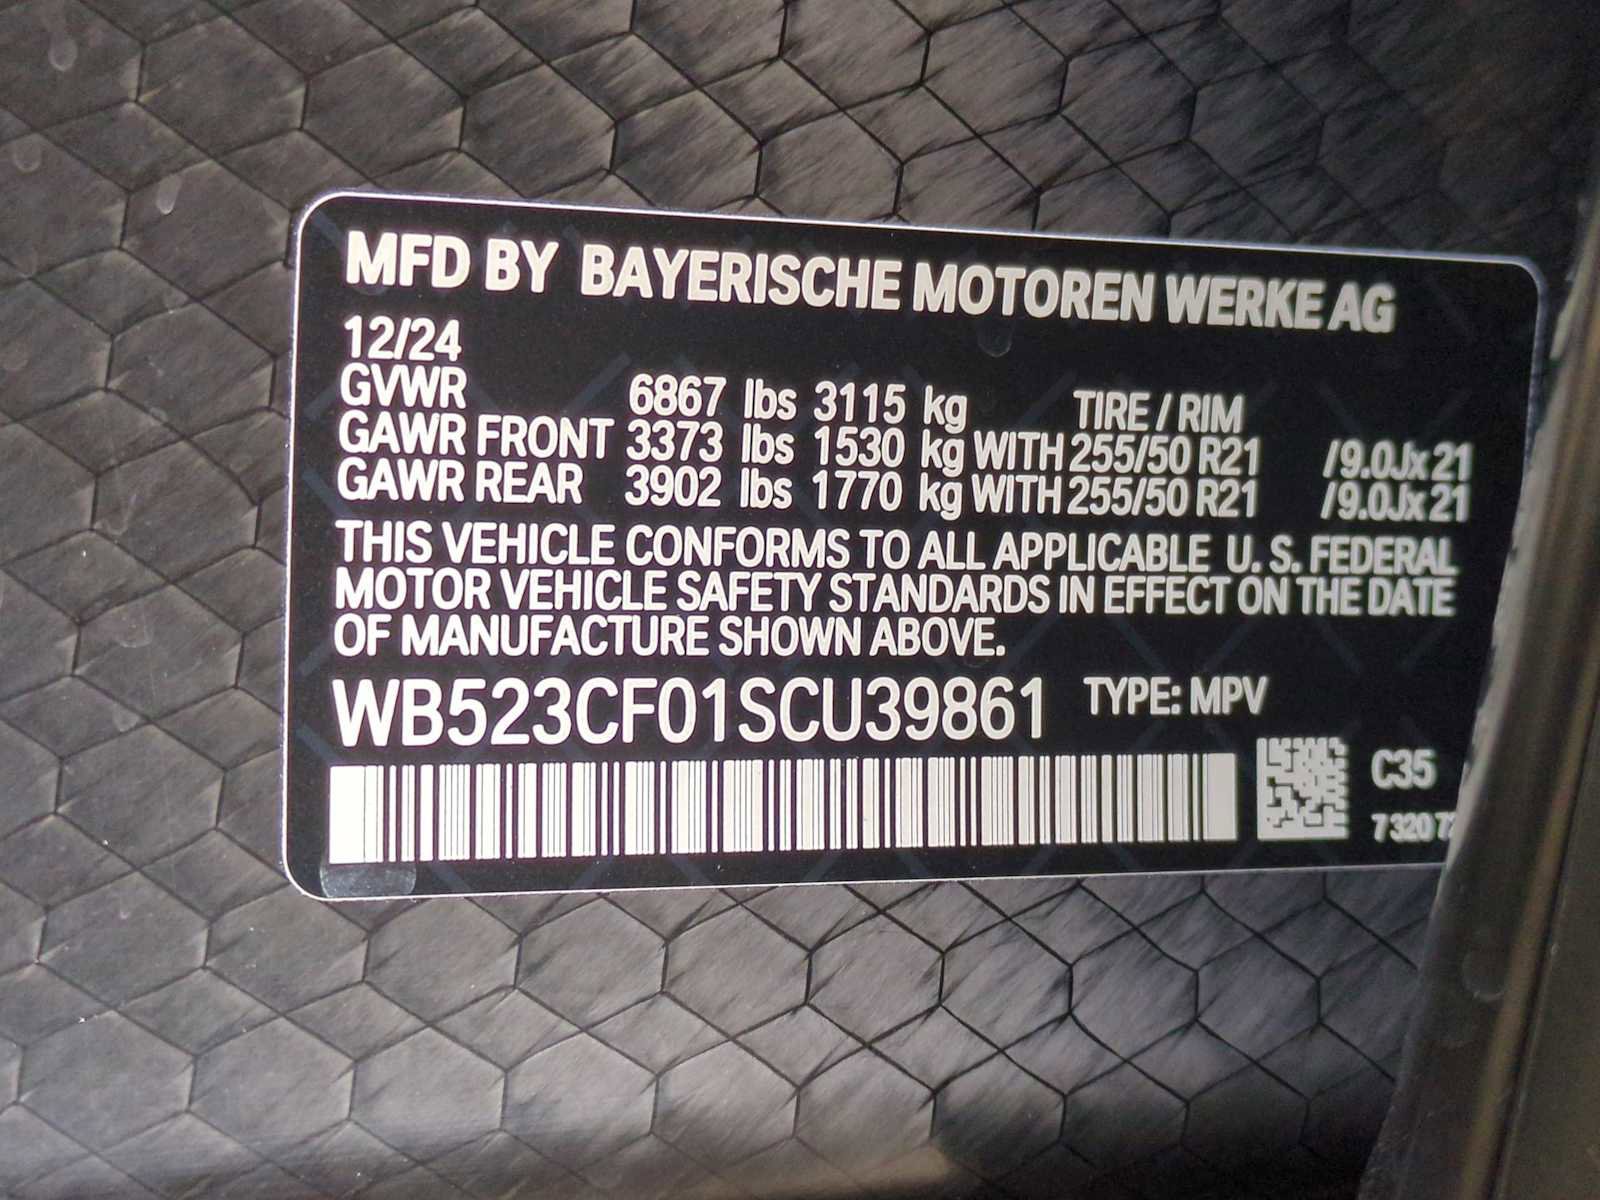 MFD BY BAYERISCHE MOTOREN WERKE AG
12/24
GVWR 6867 lbs 3115 kg TIRE / RIM
GAWR FRONT 3373 lbs 1530 kg WITH 255/50 R21 /9.0Jx21
GAWR REAR 3902 lbs 1770 kg WITH 255/50 R21 /9.0Jx21
THIS VEHICLE CONFORMS TO ALL APPLICABLE U. S. FEDERAL
MOTOR VEHICLE SAFETY STANDARDS IN EFFECT ON THE DATE
OF MANUFACTURE SHOWN ABOVE.
WB523CF01SCU39861 TYPE: MPV
C35
7 320